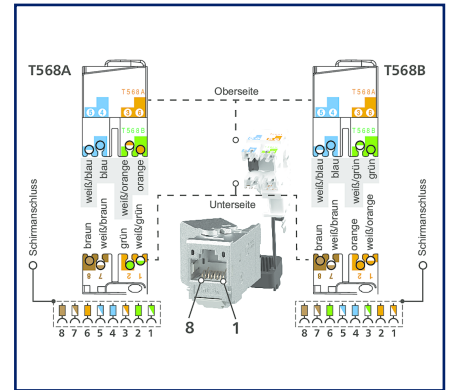 T568A
T568B
Oberseite
Unterseite
T568A
5 4 3 6
T568B
weiß/blau
blau
weiß/orange
orange
braun
weiß/braun
grün
weiß/grün
8 7 2 1
Schirmanschluss
8 7 6 5 4 3 2 1
8 1
T568A
5 4 3 6
T568B
weiß/blau
blau
weiß/grün
grün
braun
weiß/braun
orange
weiß/orange
8 7 2 1
Schirmanschluss
8 7 6 5 4 3 2 1